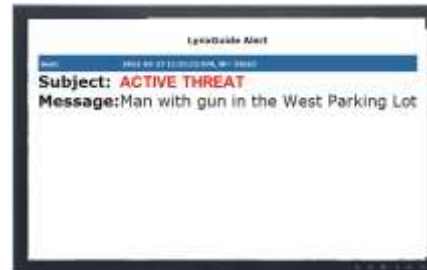 LynxGuide Alert
Subject: ACTIVE THREAT
Message:Man with gun in the West Parking Lot